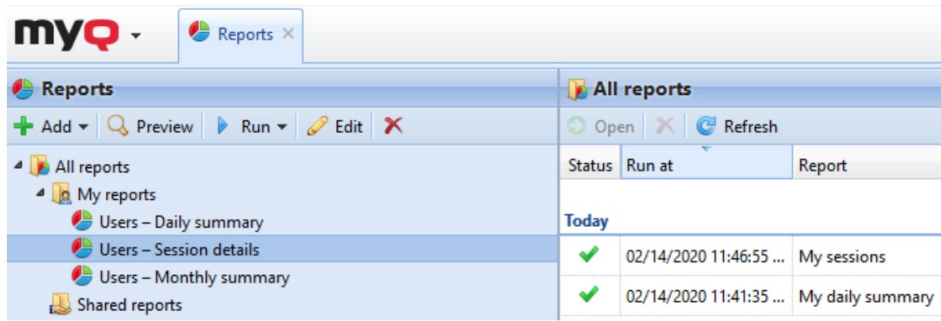 myQ
Reports
Reports
Add Preview Run Edit
All reports
My reports
Users – Daily summary
Users – Session details
Users – Monthly summary
Shared reports
All reports
Open Refresh
Status Run at Report
Today
02/14/2020 11:46:55 ... My sessions
02/14/2020 11:41:35 ... My daily summary